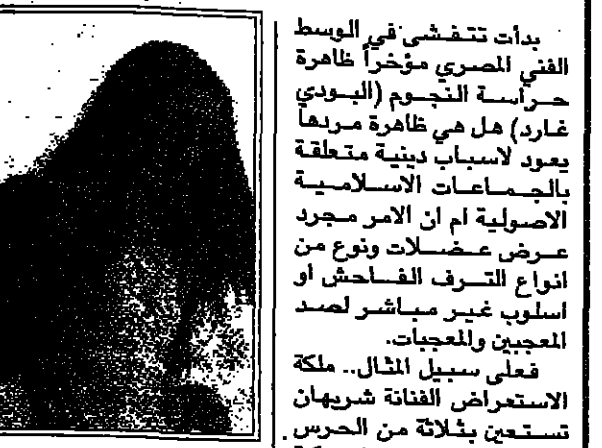 بدأت تتفشى في الوسط
الفني المصري مؤخراً ظاهرة
حراسة النجوم (البودي
غارد) هل هي ظاهرة مردها
يعود لاسباب دينية متعلقة
بالجماعات الاسلامية
الاصولية ام ان الامر مجرد
عرض عضلات ونوع من
انواع الترف الفاحش او
اسلوب غير مباشر لصد
المعجبين والمعجبات.
فعلى سبيل المثال.. ملكة
الاستعراض الفنانة شريهان
تستعين بثلاثة من الحرس